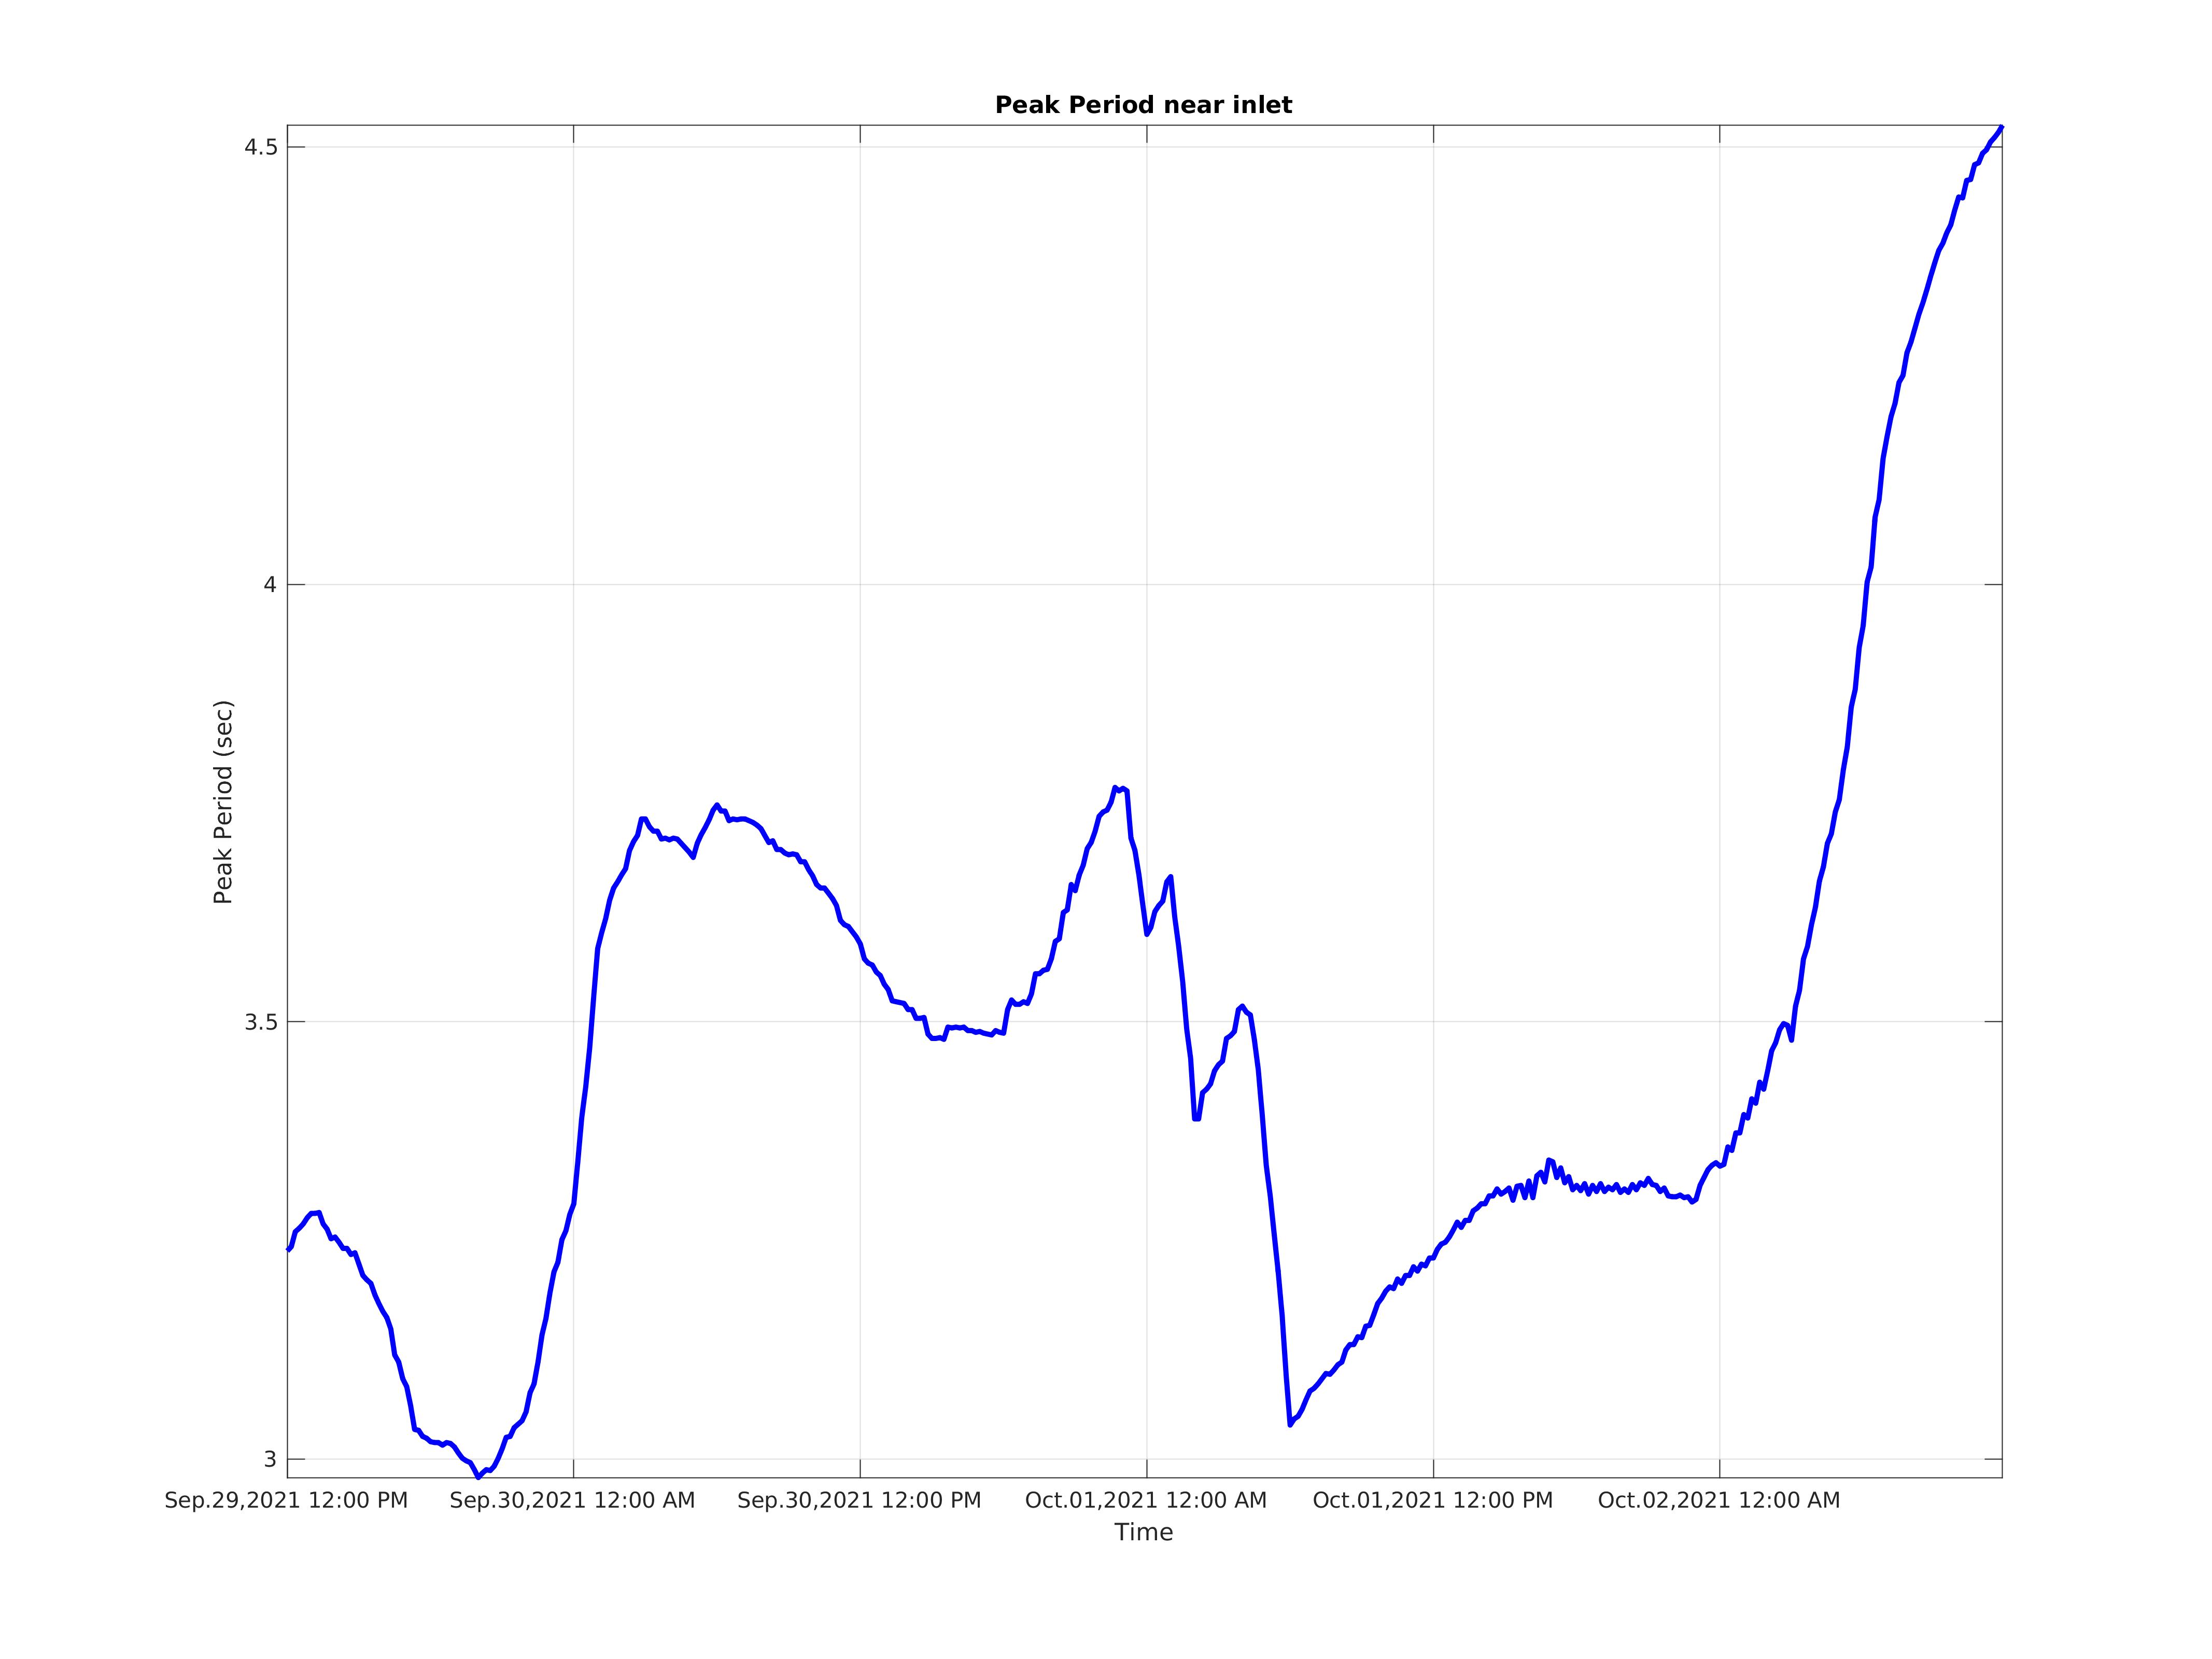 Peak Period near inlet
4.5
4
3.5
3
Peak Period (sec)
Sep.29,2021 12:00 PM
Sep.30,2021 12:00 AM
Sep.30,2021 12:00 PM
Oct.01,2021 12:00 AM
Oct.01,2021 12:00 PM
Oct.02,2021 12:00 AM
Time